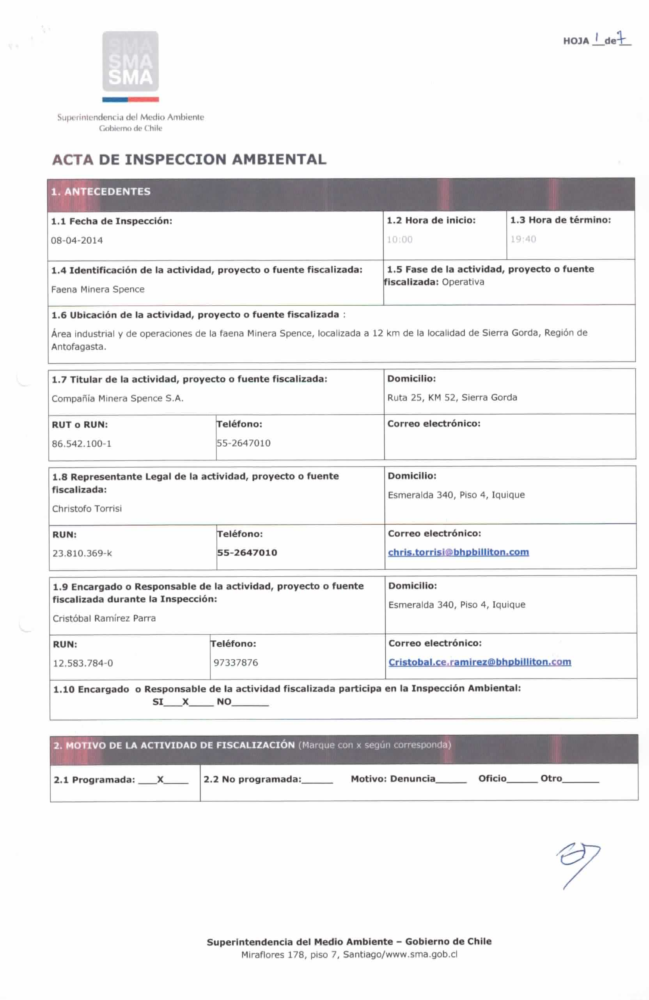 HOJA 1 de 7
SMA
SMA
SMA
Superintendencia del Medio Ambiente
Gobierno de Chile
ACTA DE INSPECCION AMBIENTAL
1. ANTECEDENTES
1.1 Fecha de Inspección:
08-04-2014
1.2 Hora de inicio:
10:00
1.3 Hora de término:
19:40
1.4 Identificación de la actividad, proyecto o fuente fiscalizada:
Faena Minera Spence
1.5 Fase de la actividad, proyecto o fuente
fiscalizada: Operativa
1.6 Ubicación de la actividad, proyecto o fuente fiscalizada :
Área industrial y de operaciones de la faena Minera Spence, localizada a 12 km de la localidad de Sierra Gorda, Región de
Antofagasta.
1.7 Titular de la actividad, proyecto o fuente fiscalizada:
Compañía Minera Spence S.A.
Domicilio:
Ruta 25, KM 52, Sierra Gorda
RUT o RUN:
86.542.100-1
Teléfono:
55-2647010
Correo electrónico:
1.8 Representante Legal de la actividad, proyecto o fuente
fiscalizada:
Christofo Torrisi
Domicilio:
Esmeralda 340, Piso 4, Iquique
RUN:
23.810.369-k
Teléfono:
55-2647010
Correo electrónico:
chris.torrisi@bhpbilliton.com
1.9 Encargado o Responsable de la actividad, proyecto o fuente
fiscalizada durante la Inspección:
Cristóbal Ramírez Parra
Domicilio:
Esmeralda 340, Piso 4, Iquique
RUN:
12.583.784-0
Teléfono:
97337876
Correo electrónico:
Cristobal.ce.ramirez@bhpbilliton.com
1.10 Encargado o Responsable de la actividad fiscalizada participa en la Inspección Ambiental:
SI___X____ NO______
2. MOTIVO DE LA ACTIVIDAD DE FISCALIZACIÓN (Marque con x según corresponda)
2.1 Programada: ___X____
2.2 No programada:_____ Motivo: Denuncia_____ Oficio_____ Otro______
Superintendencia del Medio Ambiente – Gobierno de Chile
Miraflores 178, piso 7, Santiago/www.sma.gob.cl